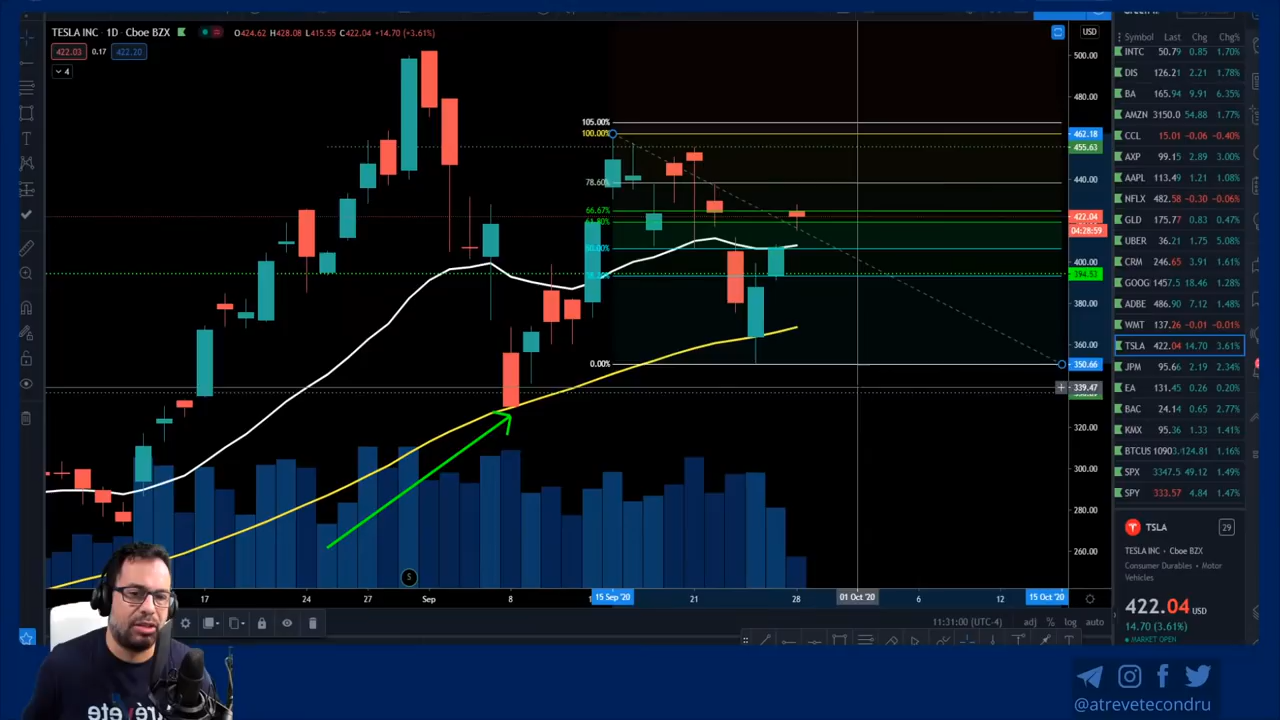 TESLA INC · 1D · Cboe BZX O424.62 H428.08 L415.55 C422.04 +14.70 (+3.61%)
422.03 0.17 422.20
4
USD
500.00
480.00
462.18
455.63
440.00
422.04
04:28:59
400.00
394.53
380.00
360.00
350.66
339.47
320.00
300.00
280.00
260.00
105.00%
100.00%
78.60%
66.67%
61.80%
50.00%
0.00%
S
17 24 27 Sep 8 15 Sep '20 21 28 01 Oct '20 6 12 15 Oct '20
11:31:00 (UTC-4) adj % log auto
Symbol Last Chg Chg%
INTC 50.79 0.85 1.70%
DIS 126.21 2.21 1.78%
BA 165.94 9.91 6.35%
AMZN 3150.0 54.88 1.77%
CCL 15.01 -0.06 -0.40%
AXP 99.15 2.89 3.00%
AAPL 113.49 1.21 1.08%
NFLX 482.58 -0.30 -0.06%
GLD 175.77 0.83 0.47%
UBER 36.21 1.75 5.08%
CRM 246.65 3.91 1.61%
GOOG 1457.5 18.46 1.28%
ADBE 486.90 7.12 1.48%
WMT 137.26 -0.01 -0.01%
TSLA 422.04 14.70 3.61%
JPM 95.66 2.19 2.34%
EA 131.45 0.26 0.20%
BAC 24.14 0.65 2.74%
KMX 95.36 1.33 1.41%
BTCUS 10903. 124.81 1.16%
SPX 3347.5 49.12 1.49%
SPY 333.57 4.84 1.47%
TSLA 29
TESLA INC · Cboe BZX
Consumer Durables · Motor
Vehicles
422.04 USD
14.70 (3.61%)
MARKET OPEN
@atrevetecondru